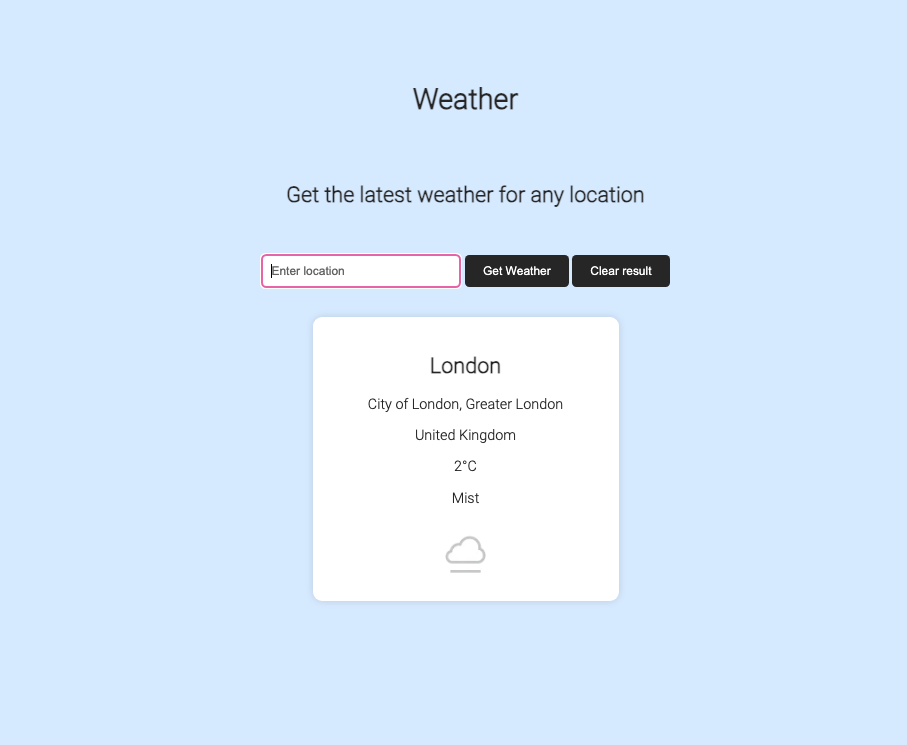 Weather
Get the latest weather for any location
Enter location Get Weather Clear result
London
City of London, Greater London
United Kingdom
2°C
Mist